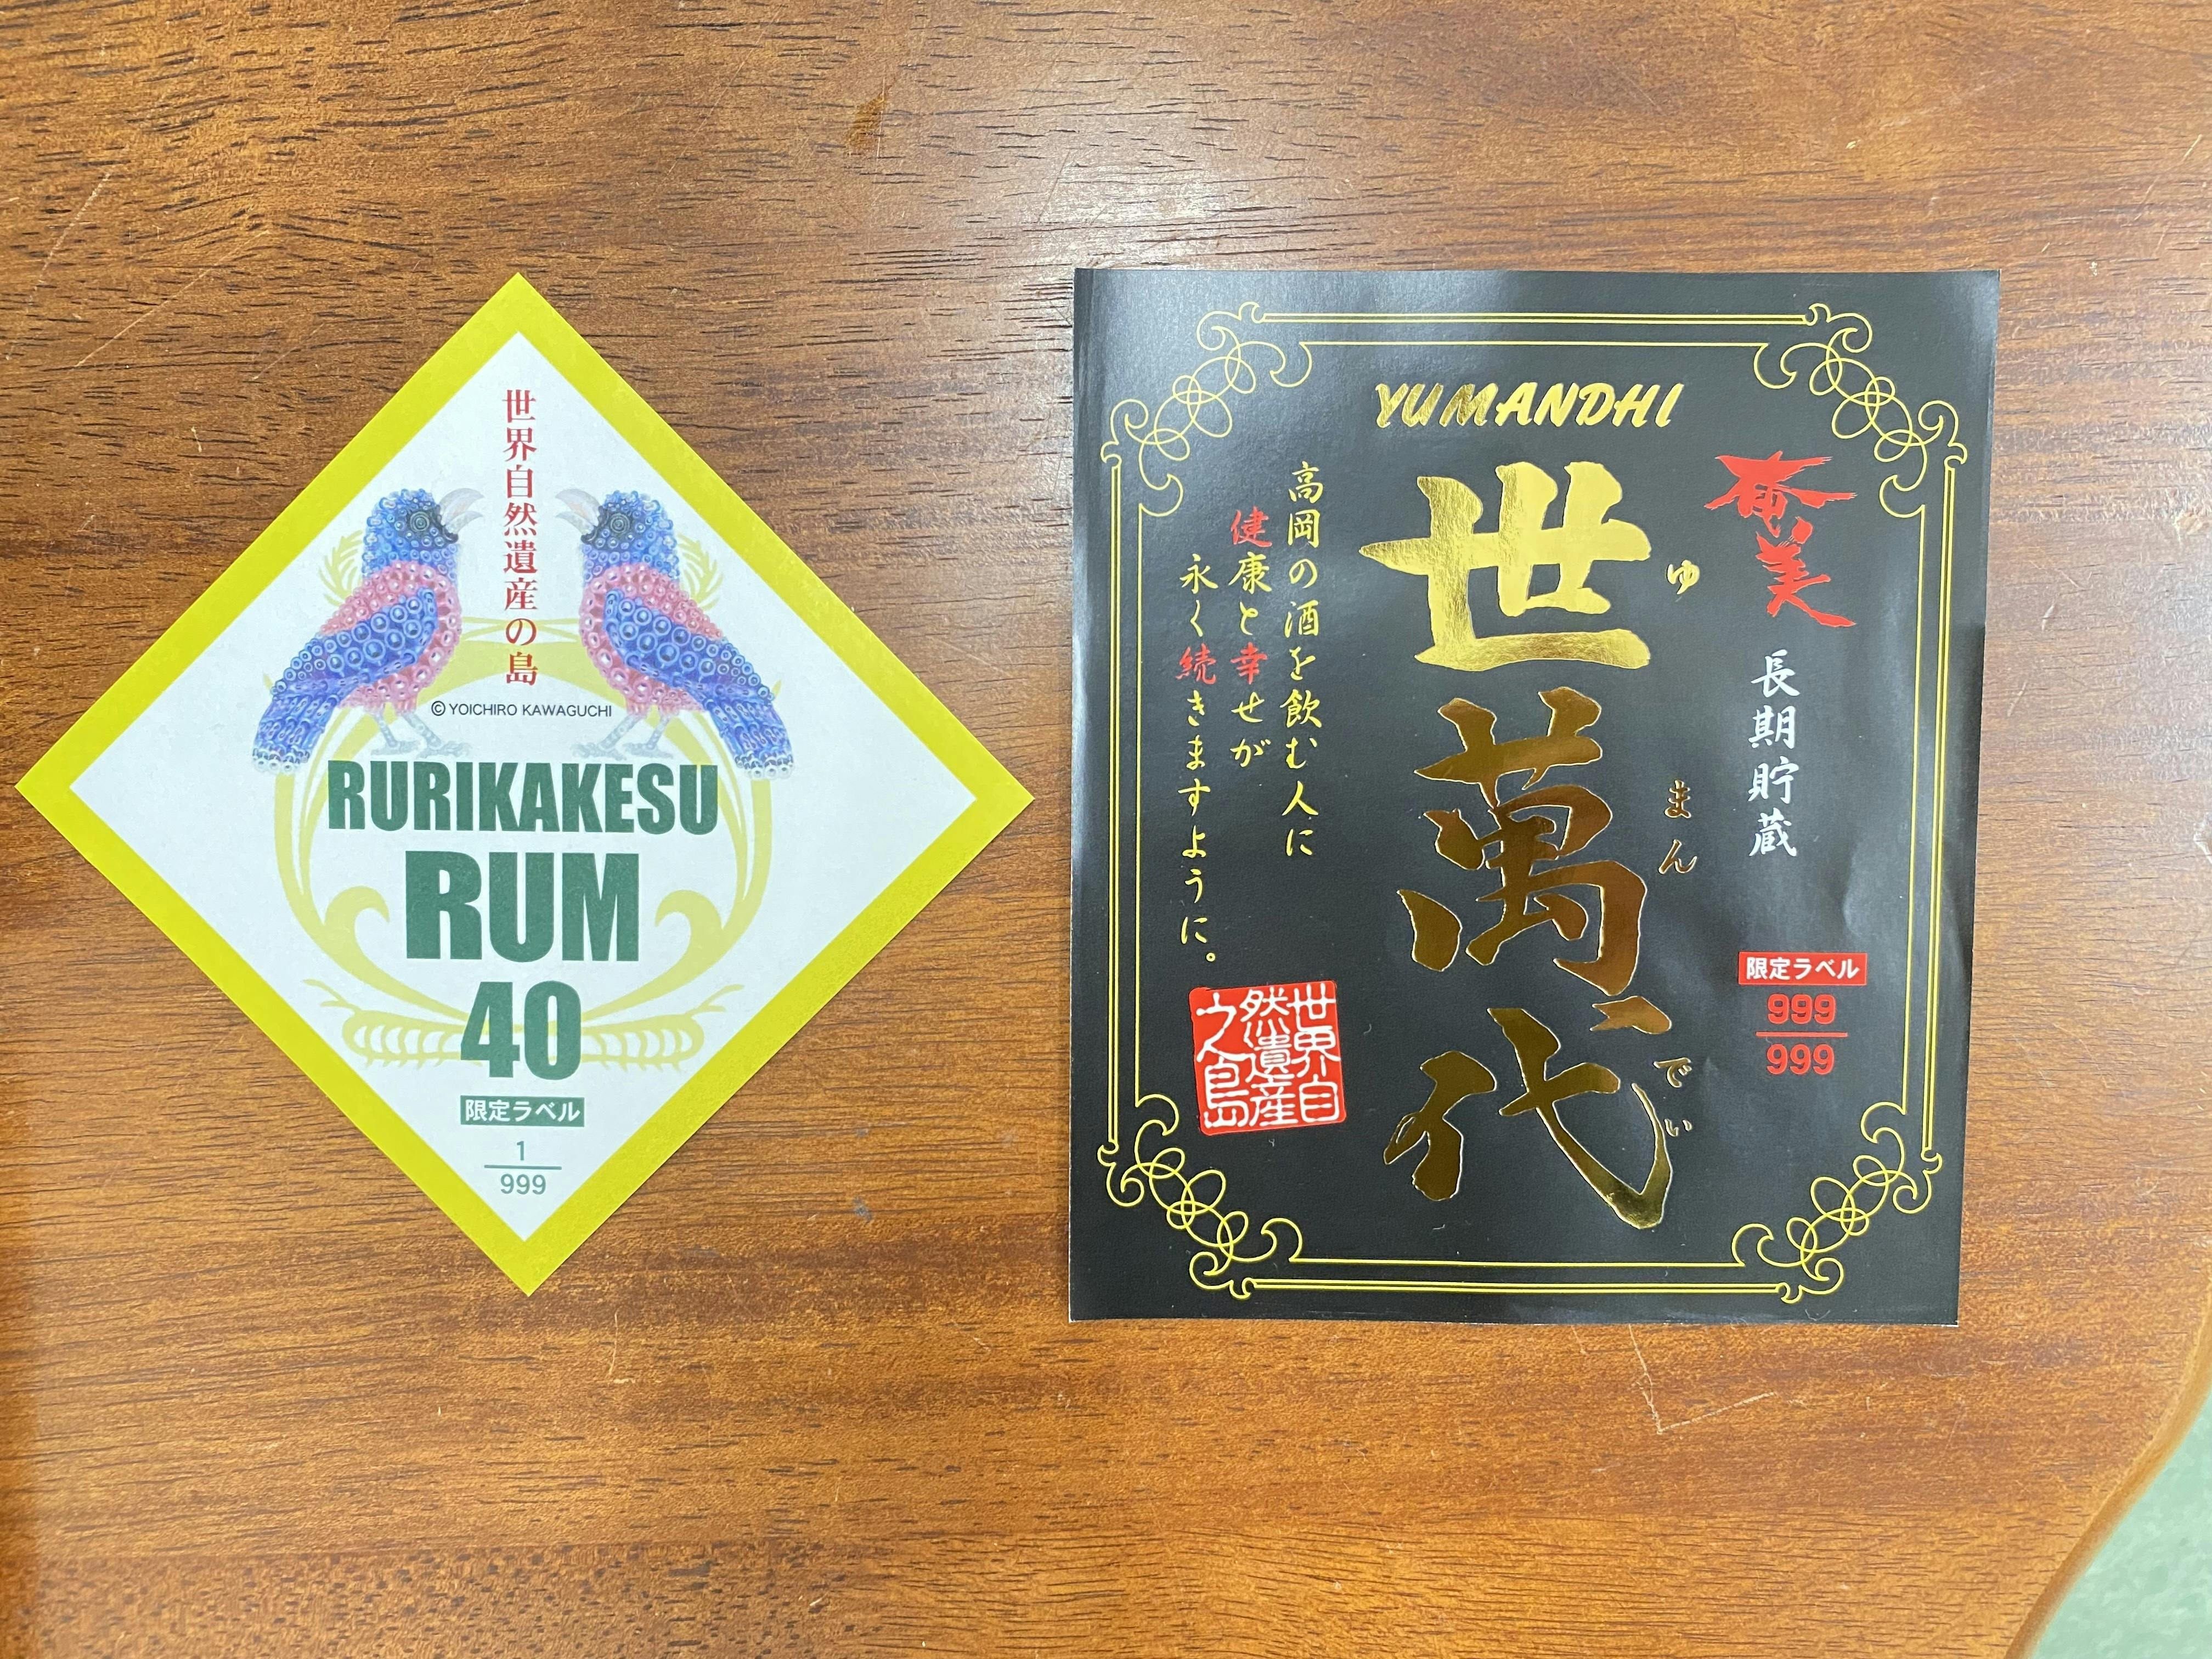 世界自然遺産の島
© YOICHIRO KAWAGUCHI
RURIKAKESU
RUM
40
限定ラベル
1
999
YUMANDHI
奄美
長期貯蔵
限定ラベル
999
999
世萬代
ゆまんでい
高岡の酒を飲む人に
健康と幸せが
永く続きますように。
世界自
然遺産
之島